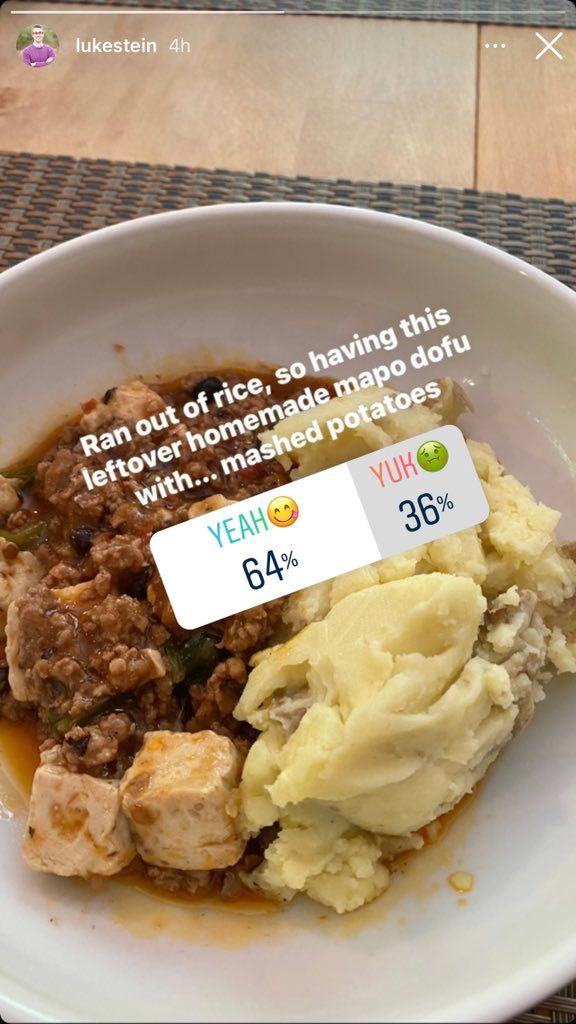 lukestein 4h
Ran out of rice, so having this
leftover homemade mapo dofu
with... mashed potatoes
YEAH😋
64%
YUK🤢
36%